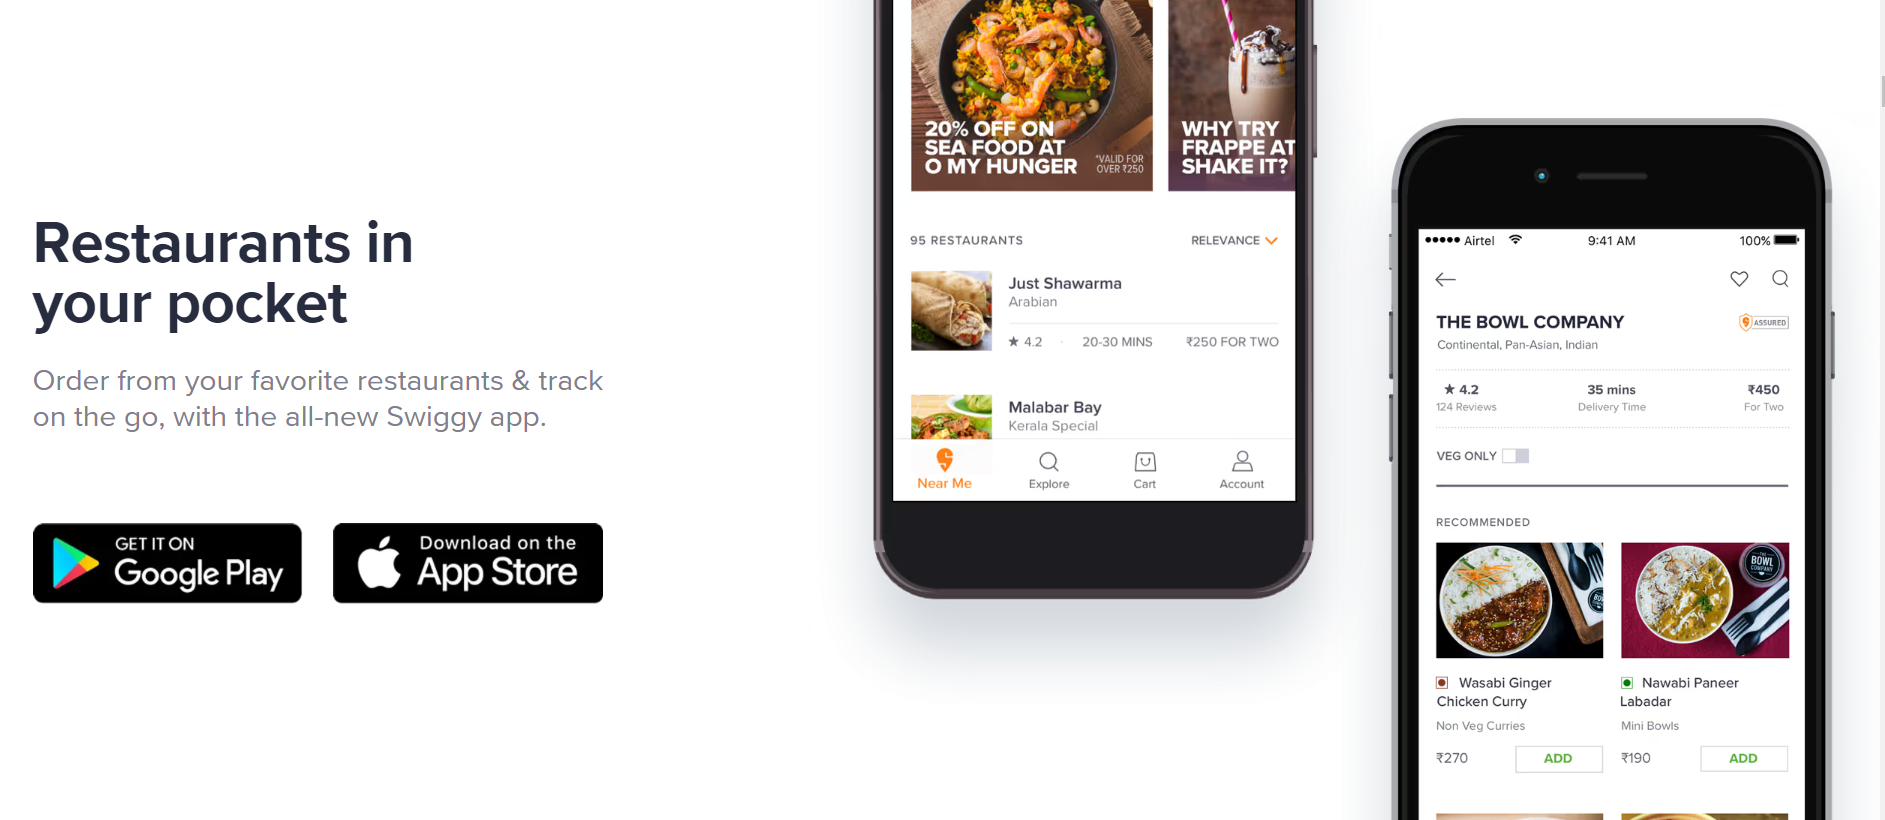 Restaurants in
your pocket
Order from your favorite restaurants & track
on the go, with the all-new Swiggy app.
GET IT ON
Google Play
Download on the
App Store
20% OFF ON
SEA FOOD AT
O MY HUNGER
*VALID FOR
OVER ₹250
WHY TRY
FRAPPE AT
SHAKE IT?
95 RESTAURANTS
RELEVANCE
Just Shawarma
Arabian
★ 4.2 · 20-30 MINS ₹250 FOR TWO
Malabar Bay
Kerala Special
Near Me Explore Cart Account
Airtel 9:41 AM 100%
THE BOWL COMPANY
ASSURED
Continental, Pan-Asian, Indian
★ 4.2 35 mins ₹450
124 Reviews Delivery Time For Two
VEG ONLY
RECOMMENDED
THE
BOWL
COMPANY
Wasabi Ginger
Chicken Curry
Non Veg Curries
₹270 ADD
Nawabi Paneer
Labadar
Mini Bowls
₹190 ADD